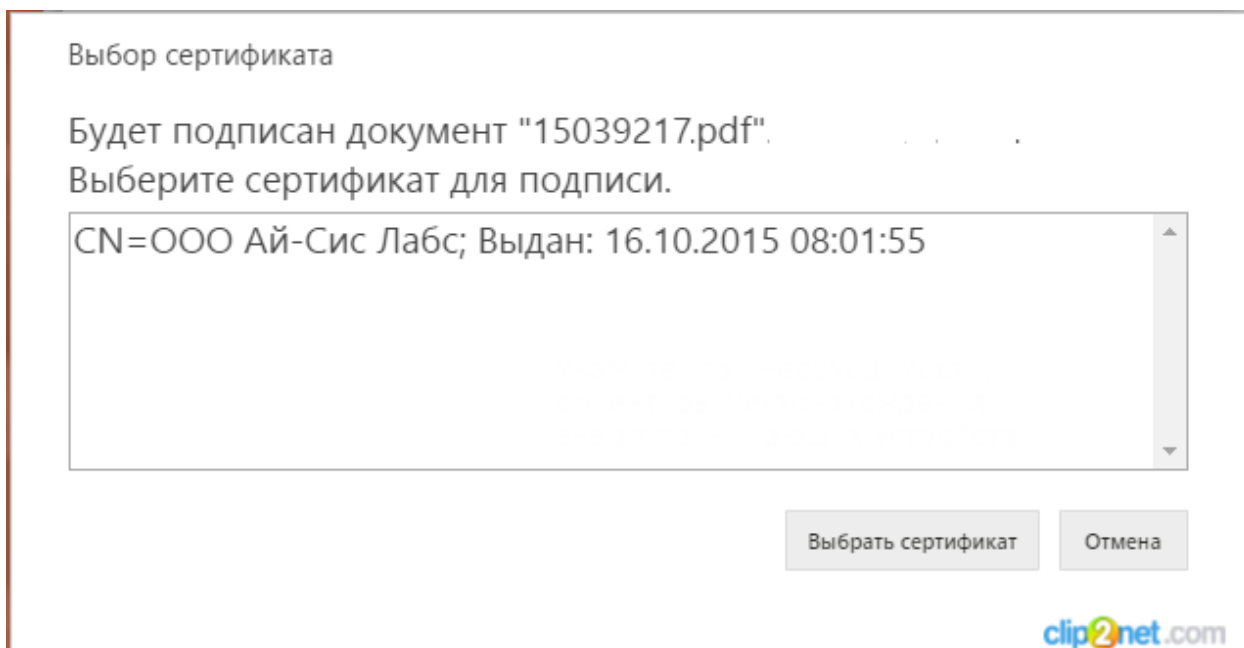 Выбор сертификата
Будет подписан документ "15039217.pdf".
Выберите сертификат для подписи.
CN=ООО Ай-Сис Лабс; Выдан: 16.10.2015 08:01:55
Выбрать сертификат
Отмена
clip2net.com